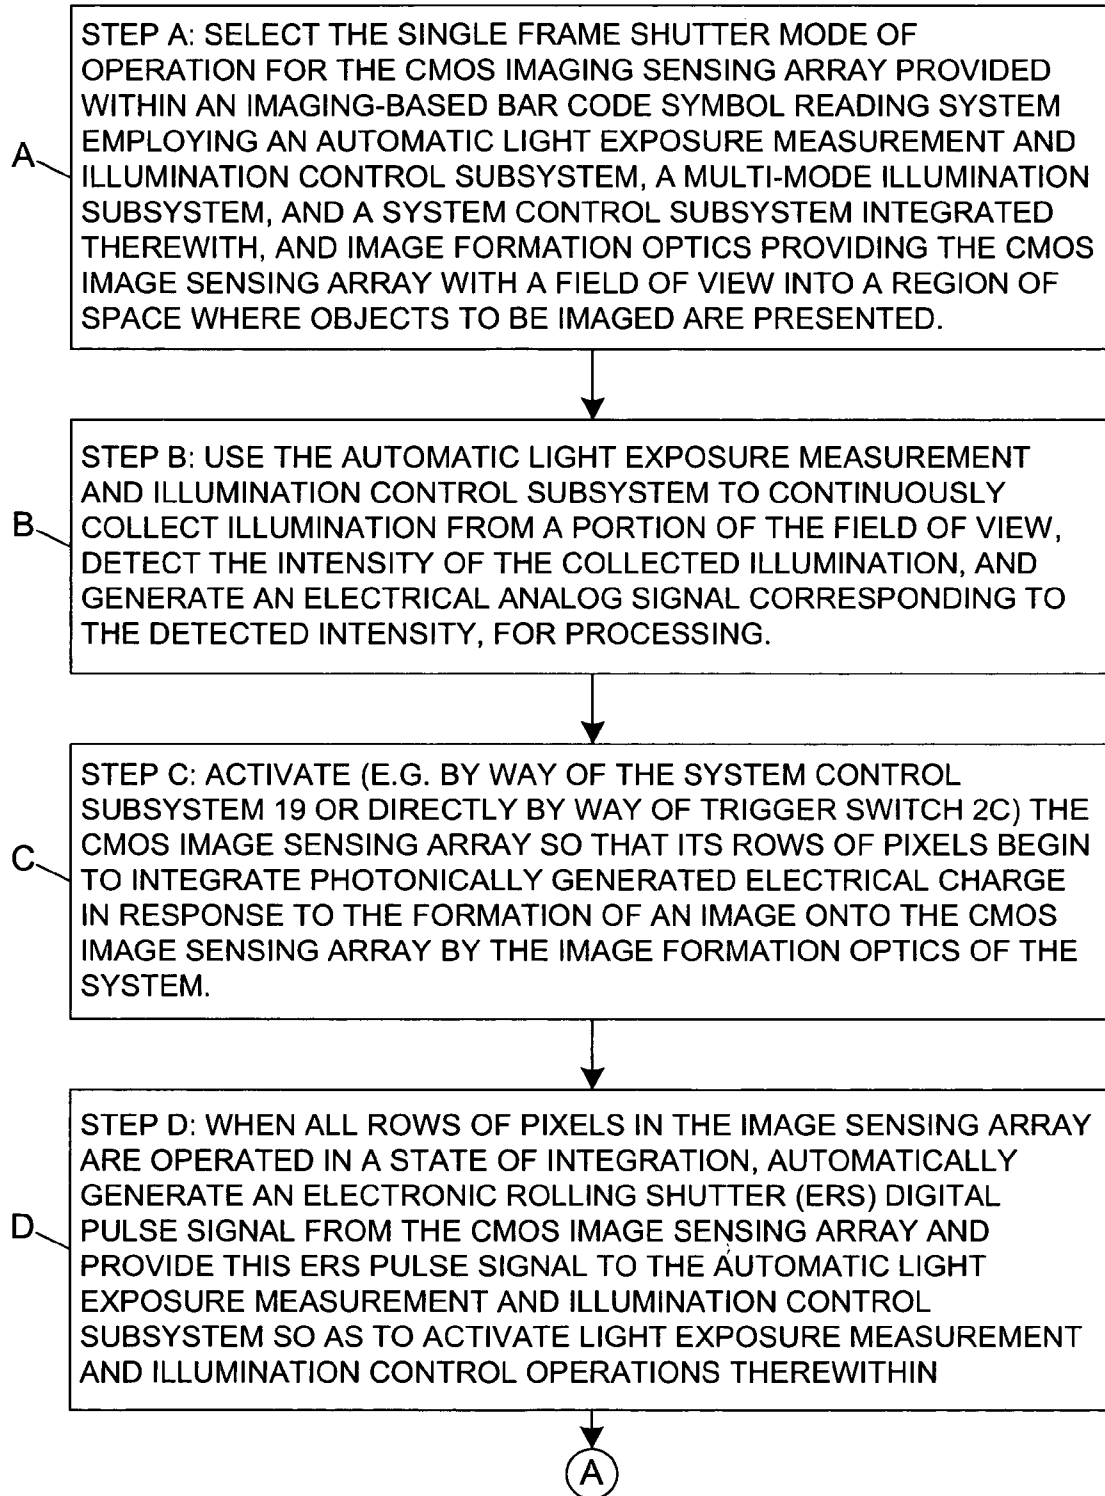 STEP A: SELECT THE SINGLE FRAME SHUTTER MODE OF
OPERATION FOR THE CMOS IMAGING SENSING ARRAY PROVIDED
WITHIN AN IMAGING-BASED BAR CODE SYMBOL READING SYSTEM
EMPLOYING AN AUTOMATIC LIGHT EXPOSURE MEASUREMENT AND
ILLUMINATION CONTROL SUBSYSTEM, A MULTI-MODE ILLUMINATION
SUBSYSTEM, AND A SYSTEM CONTROL SUBSYSTEM INTEGRATED
THEREWITH, AND IMAGE FORMATION OPTICS PROVIDING THE CMOS
IMAGE SENSING ARRAY WITH A FIELD OF VIEW INTO A REGION OF
SPACE WHERE OBJECTS TO BE IMAGED ARE PRESENTED.
A
STEP B: USE THE AUTOMATIC LIGHT EXPOSURE MEASUREMENT
AND ILLUMINATION CONTROL SUBSYSTEM TO CONTINUOUSLY
COLLECT ILLUMINATION FROM A PORTION OF THE FIELD OF VIEW,
DETECT THE INTENSITY OF THE COLLECTED ILLUMINATION, AND
GENERATE AN ELECTRICAL ANALOG SIGNAL CORRESPONDING TO
THE DETECTED INTENSITY, FOR PROCESSING.
B
STEP C: ACTIVATE (E.G. BY WAY OF THE SYSTEM CONTROL
SUBSYSTEM 19 OR DIRECTLY BY WAY OF TRIGGER SWITCH 2C) THE
CMOS IMAGE SENSING ARRAY SO THAT ITS ROWS OF PIXELS BEGIN
TO INTEGRATE PHOTONICALLY GENERATED ELECTRICAL CHARGE
IN RESPONSE TO THE FORMATION OF AN IMAGE ONTO THE CMOS
IMAGE SENSING ARRAY BY THE IMAGE FORMATION OPTICS OF THE
SYSTEM.
C
STEP D: WHEN ALL ROWS OF PIXELS IN THE IMAGE SENSING ARRAY
ARE OPERATED IN A STATE OF INTEGRATION, AUTOMATICALLY
GENERATE AN ELECTRONIC ROLLING SHUTTER (ERS) DIGITAL
PULSE SIGNAL FROM THE CMOS IMAGE SENSING ARRAY AND
PROVIDE THIS ERS PULSE SIGNAL TO THE AUTOMATIC LIGHT
EXPOSURE MEASUREMENT AND ILLUMINATION CONTROL
SUBSYSTEM SO AS TO ACTIVATE LIGHT EXPOSURE MEASUREMENT
AND ILLUMINATION CONTROL OPERATIONS THEREWITHIN
D
A